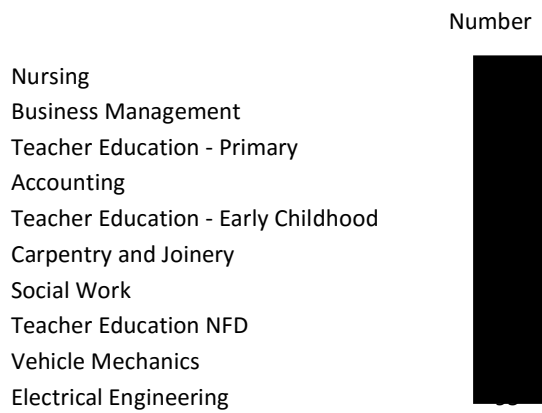 Number
Nursing
Business Management
Teacher Education - Primary
Accounting
Teacher Education - Early Childhood
Carpentry and Joinery
Social Work
Teacher Education NFD
Vehicle Mechanics
Electrical Engineering